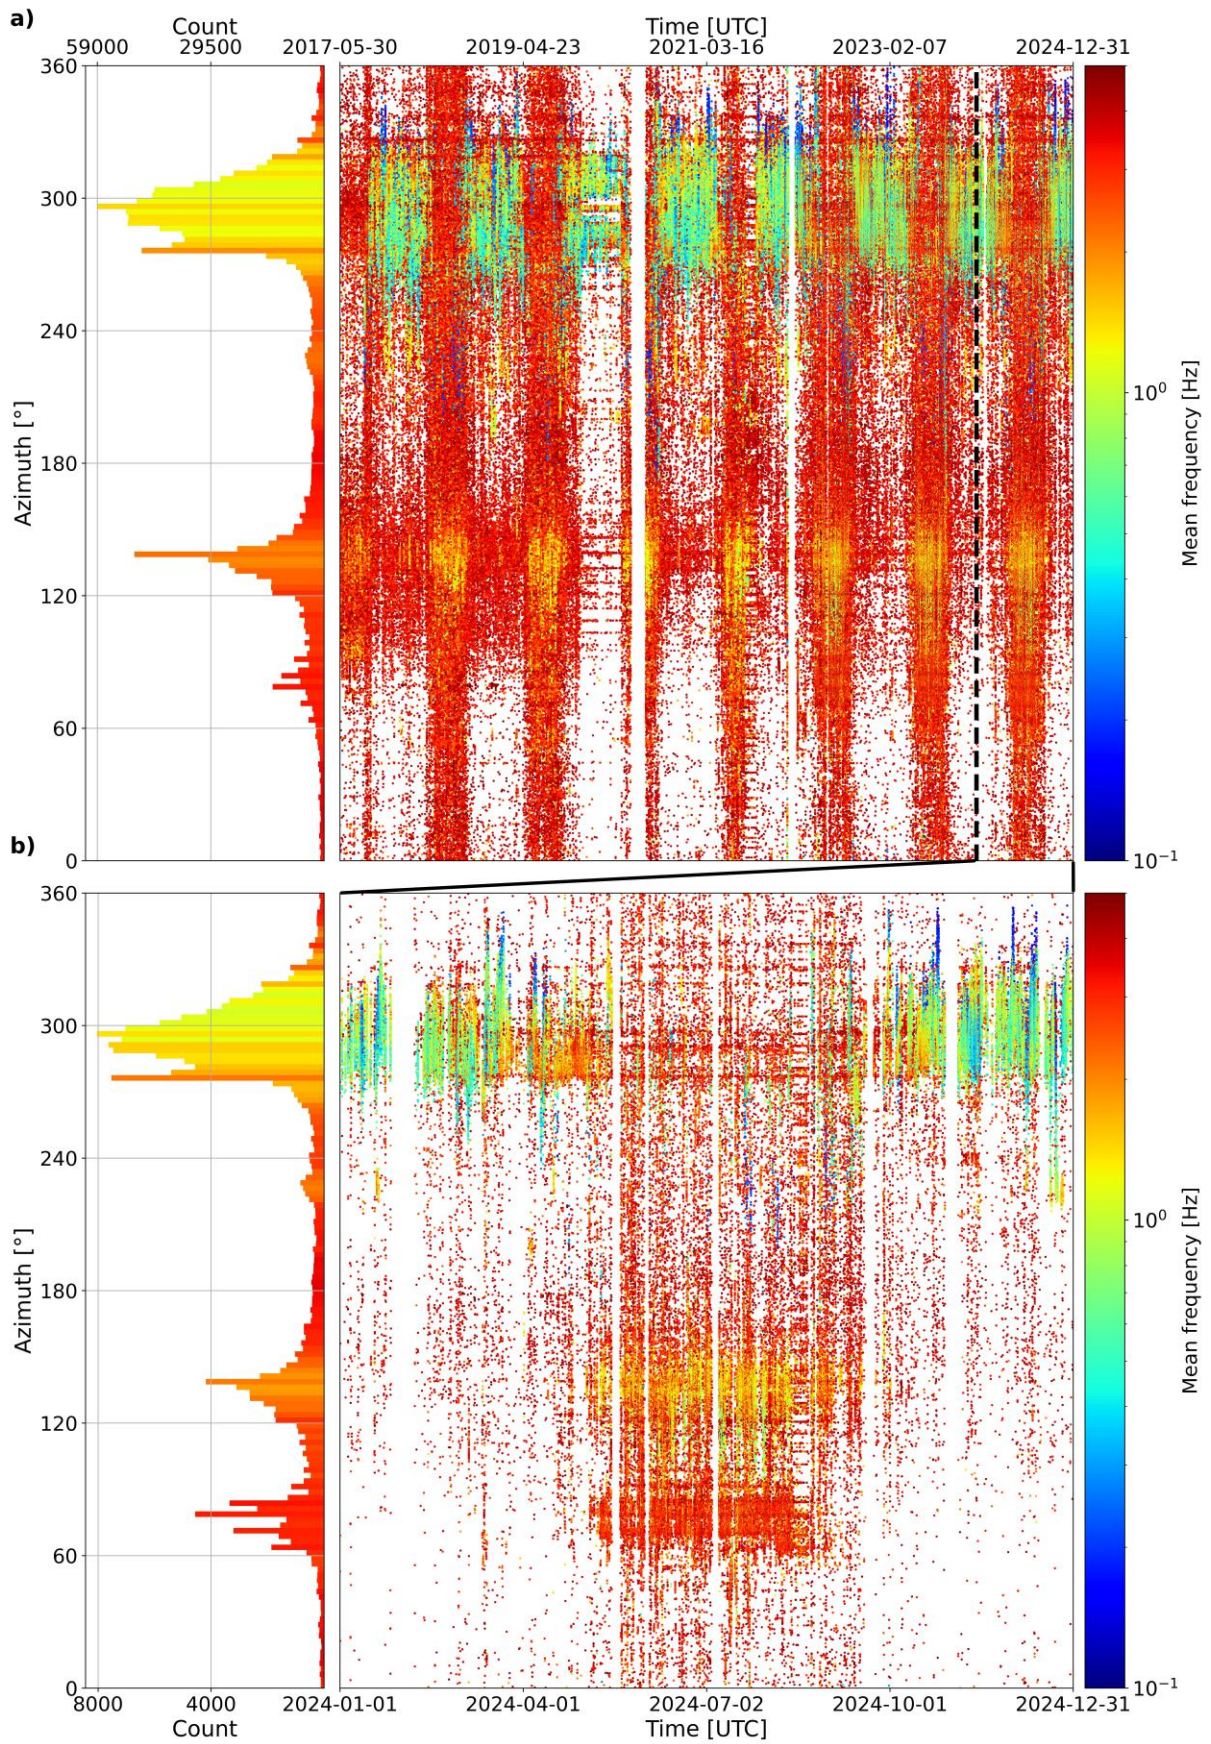 a)
Count
Time [UTC]
59000 29500 2017-05-30 2019-04-23 2021-03-16 2023-02-07 2024-12-31
360
300
240
180
120
60
0
Azimuth [°]
10⁰
10⁻¹
Mean frequency [Hz]
b)
360
300
240
180
120
60
0
Azimuth [°]
10⁰
10⁻¹
Mean frequency [Hz]
8000 4000 2024-01-01 2024-04-01 2024-07-02 2024-10-01 2024-12-31
Count
Time [UTC]